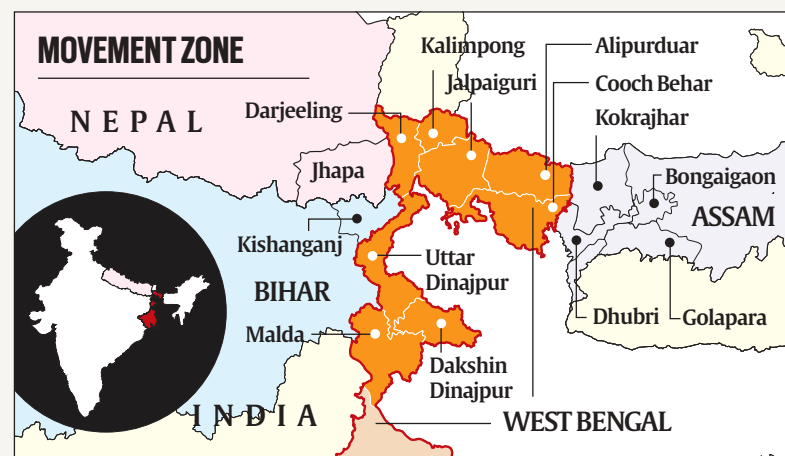 MOVEMENT ZONE
Kalimpong
Alipurduar
Jalpaiguri
Cooch Behar
Darjeeling
Kokrajhar
NEPAL
Jhapa
Bongaigaon
ASSAM
Kishanganj
Uttar
Dinajpur
BIHAR
Dhubri
Golapara
Malda
Dakshin
Dinajpur
INDIA
WEST BENGAL